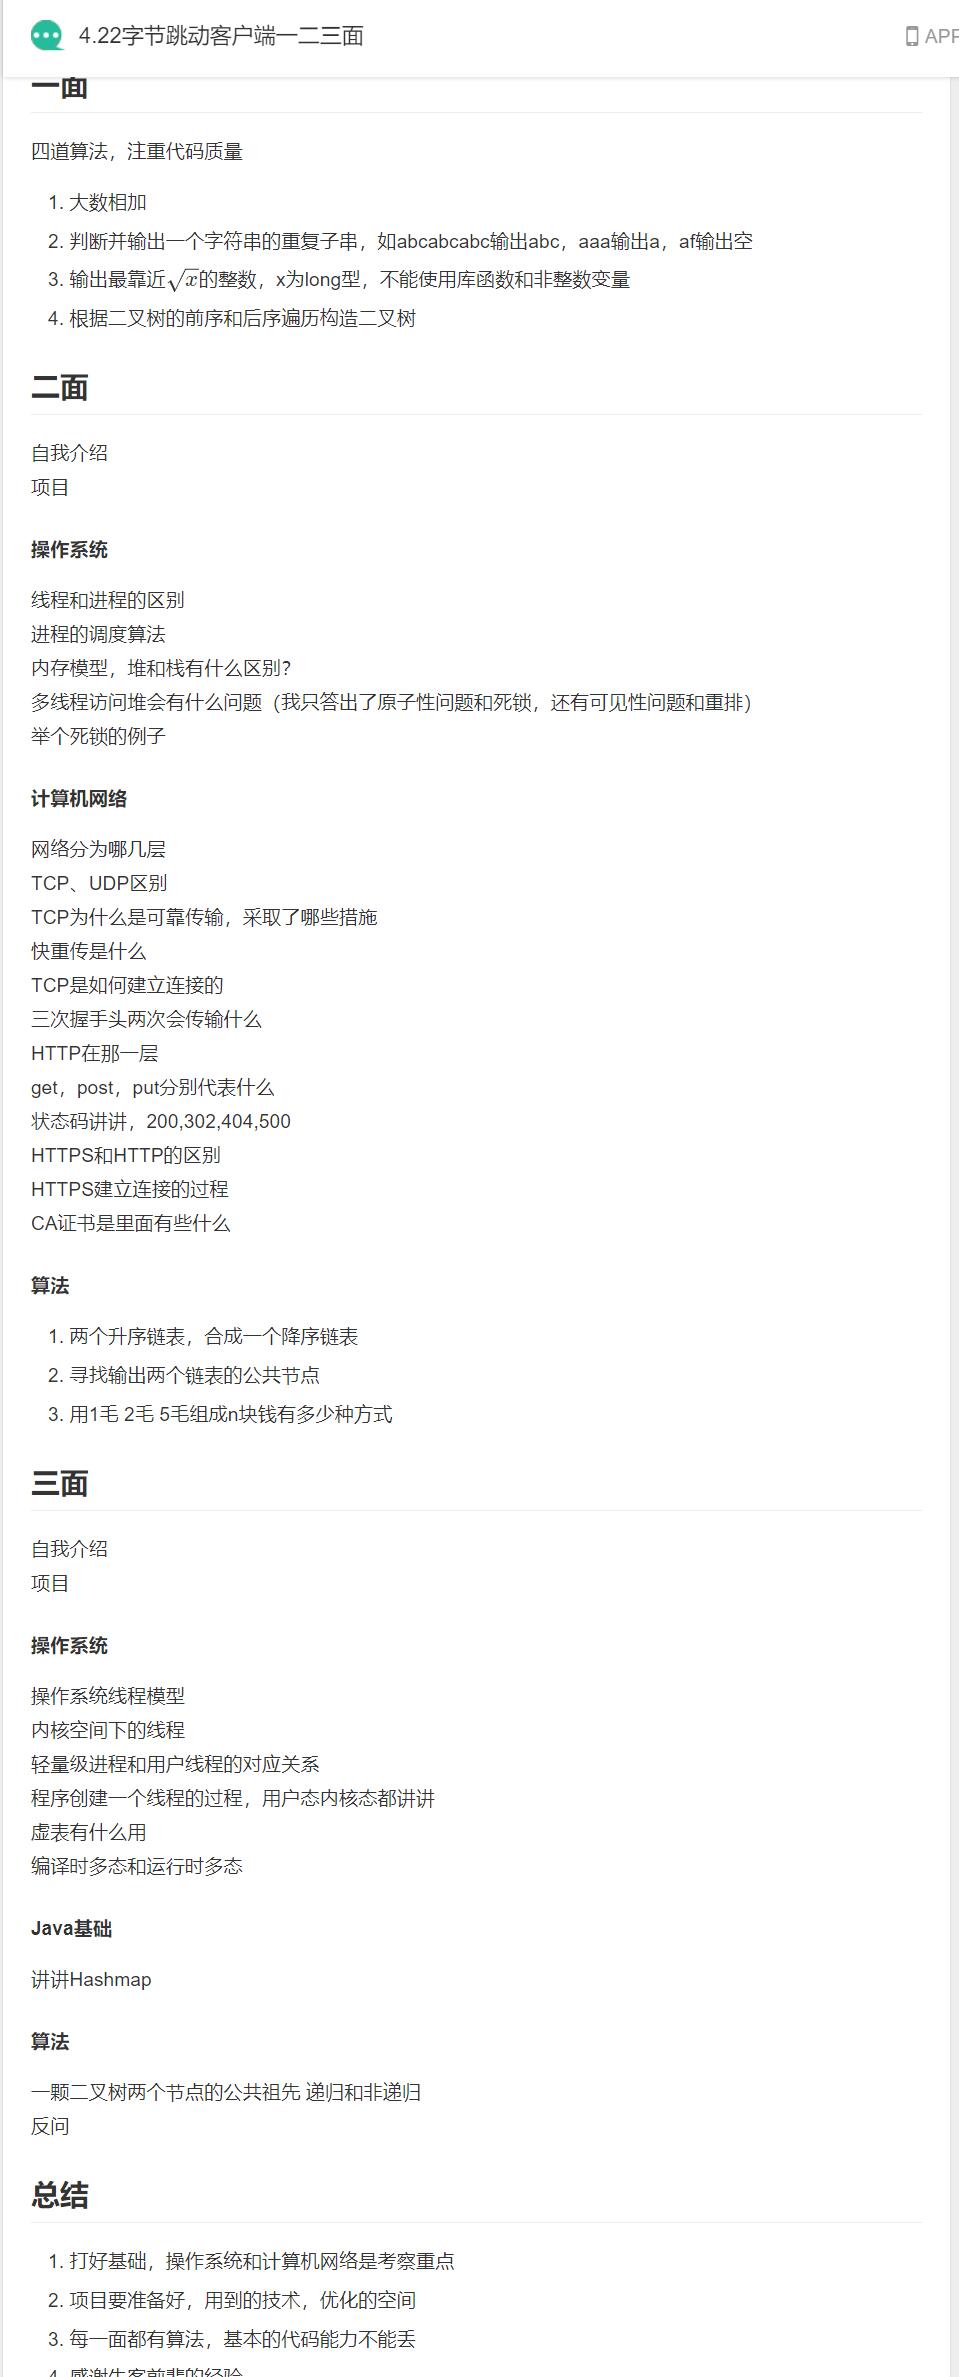 4.22字节跳动客户端一二三面
APP
一面
四道算法，注重代码质量
1. 大数相加
2. 判断并输出一个字符串的重复子串，如abcabcabc输出abc，aaa输出a，af输出空
3. 输出最靠近√x的整数，x为long型，不能使用库函数和非整数变量
4. 根据二叉树的前序和后序遍历构造二叉树
二面
自我介绍
项目
操作系统
线程和进程的区别
进程的调度算法
内存模型，堆和栈有什么区别？
多线程访问堆会有什么问题（我只答出了原子性问题和死锁，还有可见性问题和重排）
举个死锁的例子
计算机网络
网络分为哪几层
TCP、UDP区别
TCP为什么是可靠传输，采取了哪些措施
快重传是什么
TCP是如何建立连接的
三次握手头两次会传输什么
HTTP在那一层
get，post，put分别代表什么
状态码讲讲，200,302,404,500
HTTPS和HTTP的区别
HTTPS建立连接的过程
CA证书是里面有些什么
算法
1. 两个升序链表，合成一个降序链表
2. 寻找输出两个链表的公共节点
3. 用1毛 2毛 5毛组成n块钱有多少种方式
三面
自我介绍
项目
操作系统
操作系统线程模型
内核空间下的线程
轻量级进程和用户线程的对应关系
程序创建一个线程的过程，用户态内核态都讲讲
虚表有什么用
编译时多态和运行时多态
Java基础
讲讲Hashmap
算法
一颗二叉树两个节点的公共祖先 递归和非递归
反问
总结
1. 打好基础，操作系统和计算机网络是考察重点
2. 项目要准备好，用到的技术，优化的空间
3. 每一面都有算法，基本的代码能力不能丢
4. 感谢牛客前辈的经验